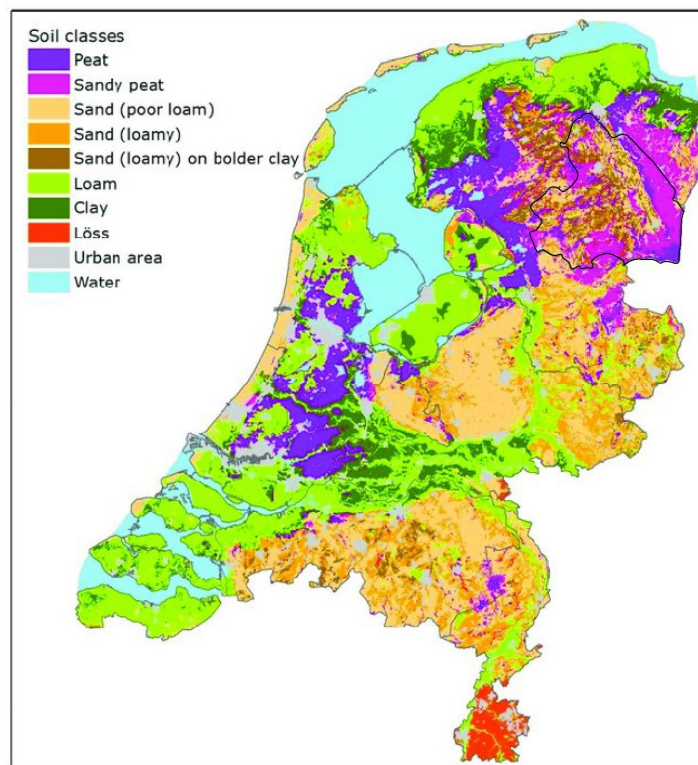 Soil classes
Peat
Sandy peat
Sand (poor loam)
Sand (loamy)
Sand (loamy) on bolder clay
Loam
Clay
Löss
Urban area
Water